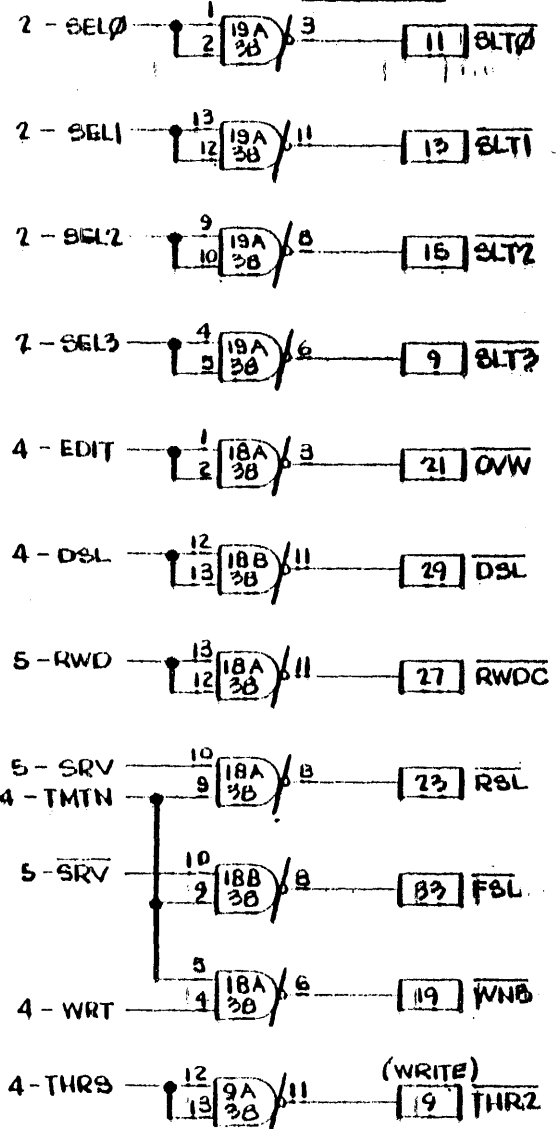 2 - SELØ 1 2 19A 38 3 11 SLTØ
2 - SEL1 13 12 19A 38 11 13 SLT1
2 - SEL2 9 10 19A 38 8 15 SLT2
2 - SEL3 4 5 19A 38 6 9 SLT3
4 - EDIT 1 2 18A 38 3 21 OVW
4 - DSL 12 13 18B 38 11 29 DSL
5 - RWD 13 12 18A 38 11 27 RWDC
5 - SRV 10 18A 38 8 23 RSL
4 - TMTN 9
5 - SRV 10 9 18B 38 8 33 FSL
5 18A 38 6 19 WNB
4 - WRT 4
(WRITE)
4 - THRS 12 13 9A 38 11 19 THR2